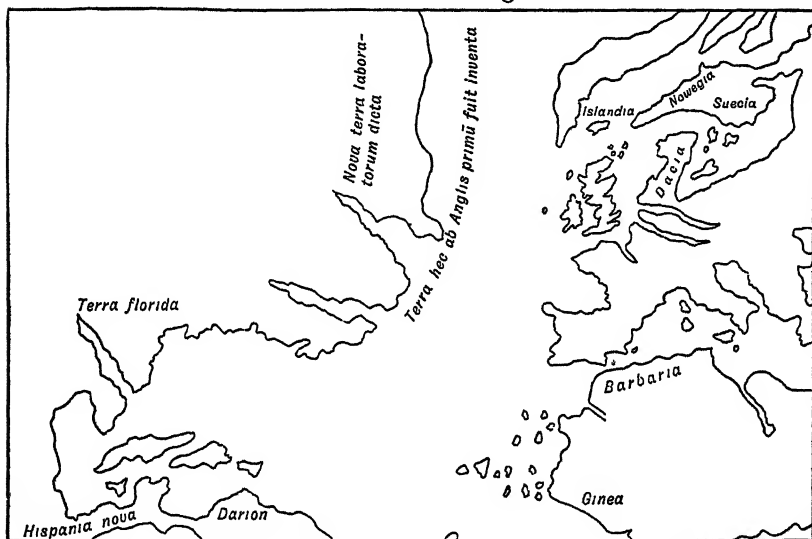 Nova terra labora-
torum dicta
Terra hec ab Anglis primũ fuit inventa
Islandia
Nowegia
Suecia
Dacia
Terra florida
Barbaria
Hispania nova
Darion
Ginea